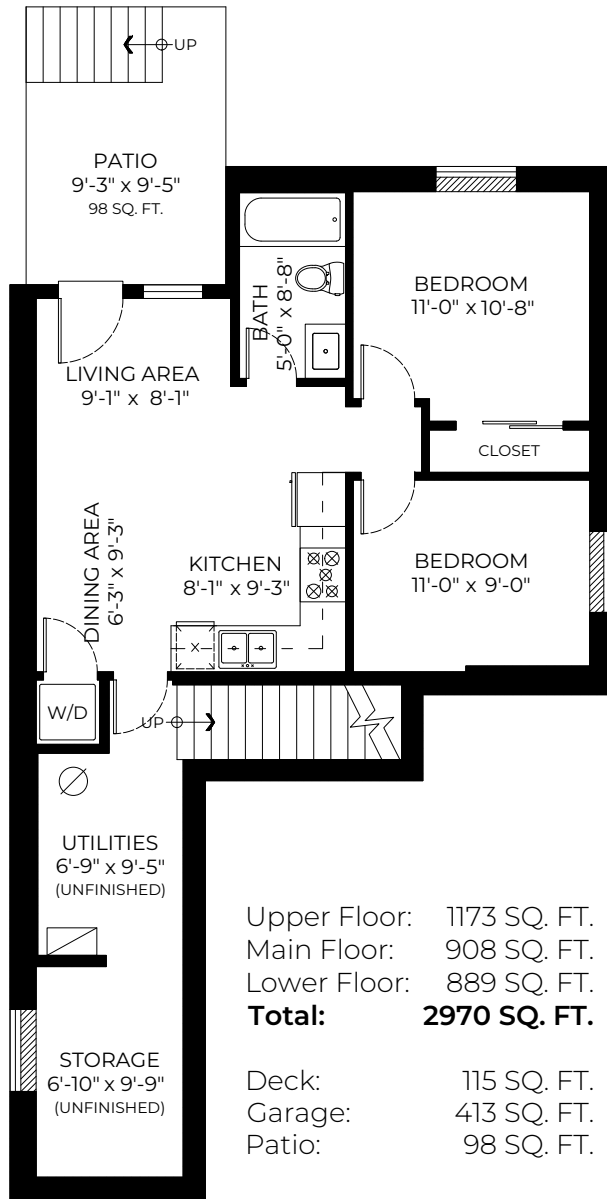 UP
PATIO
9'-3" x 9'-5"
98 SQ. FT.
BATH
5'-0" x 8'-8"
BEDROOM
11'-0" x 10'-8"
LIVING AREA
9'-1" x 8'-1"
CLOSET
DINING AREA
6'-3" x 9'-3"
KITCHEN
8'-1" x 9'-3"
BEDROOM
11'-0" x 9'-0"
W/D
UP
UTILITIES
6'-9" x 9'-5"
(UNFINISHED)
STORAGE
6'-10" x 9'-9"
(UNFINISHED)
Upper Floor: 1173 SQ. FT.
Main Floor: 908 SQ. FT.
Lower Floor: 889 SQ. FT.
Total: 2970 SQ. FT.
Deck: 115 SQ. FT.
Garage: 413 SQ. FT.
Patio: 98 SQ. FT.